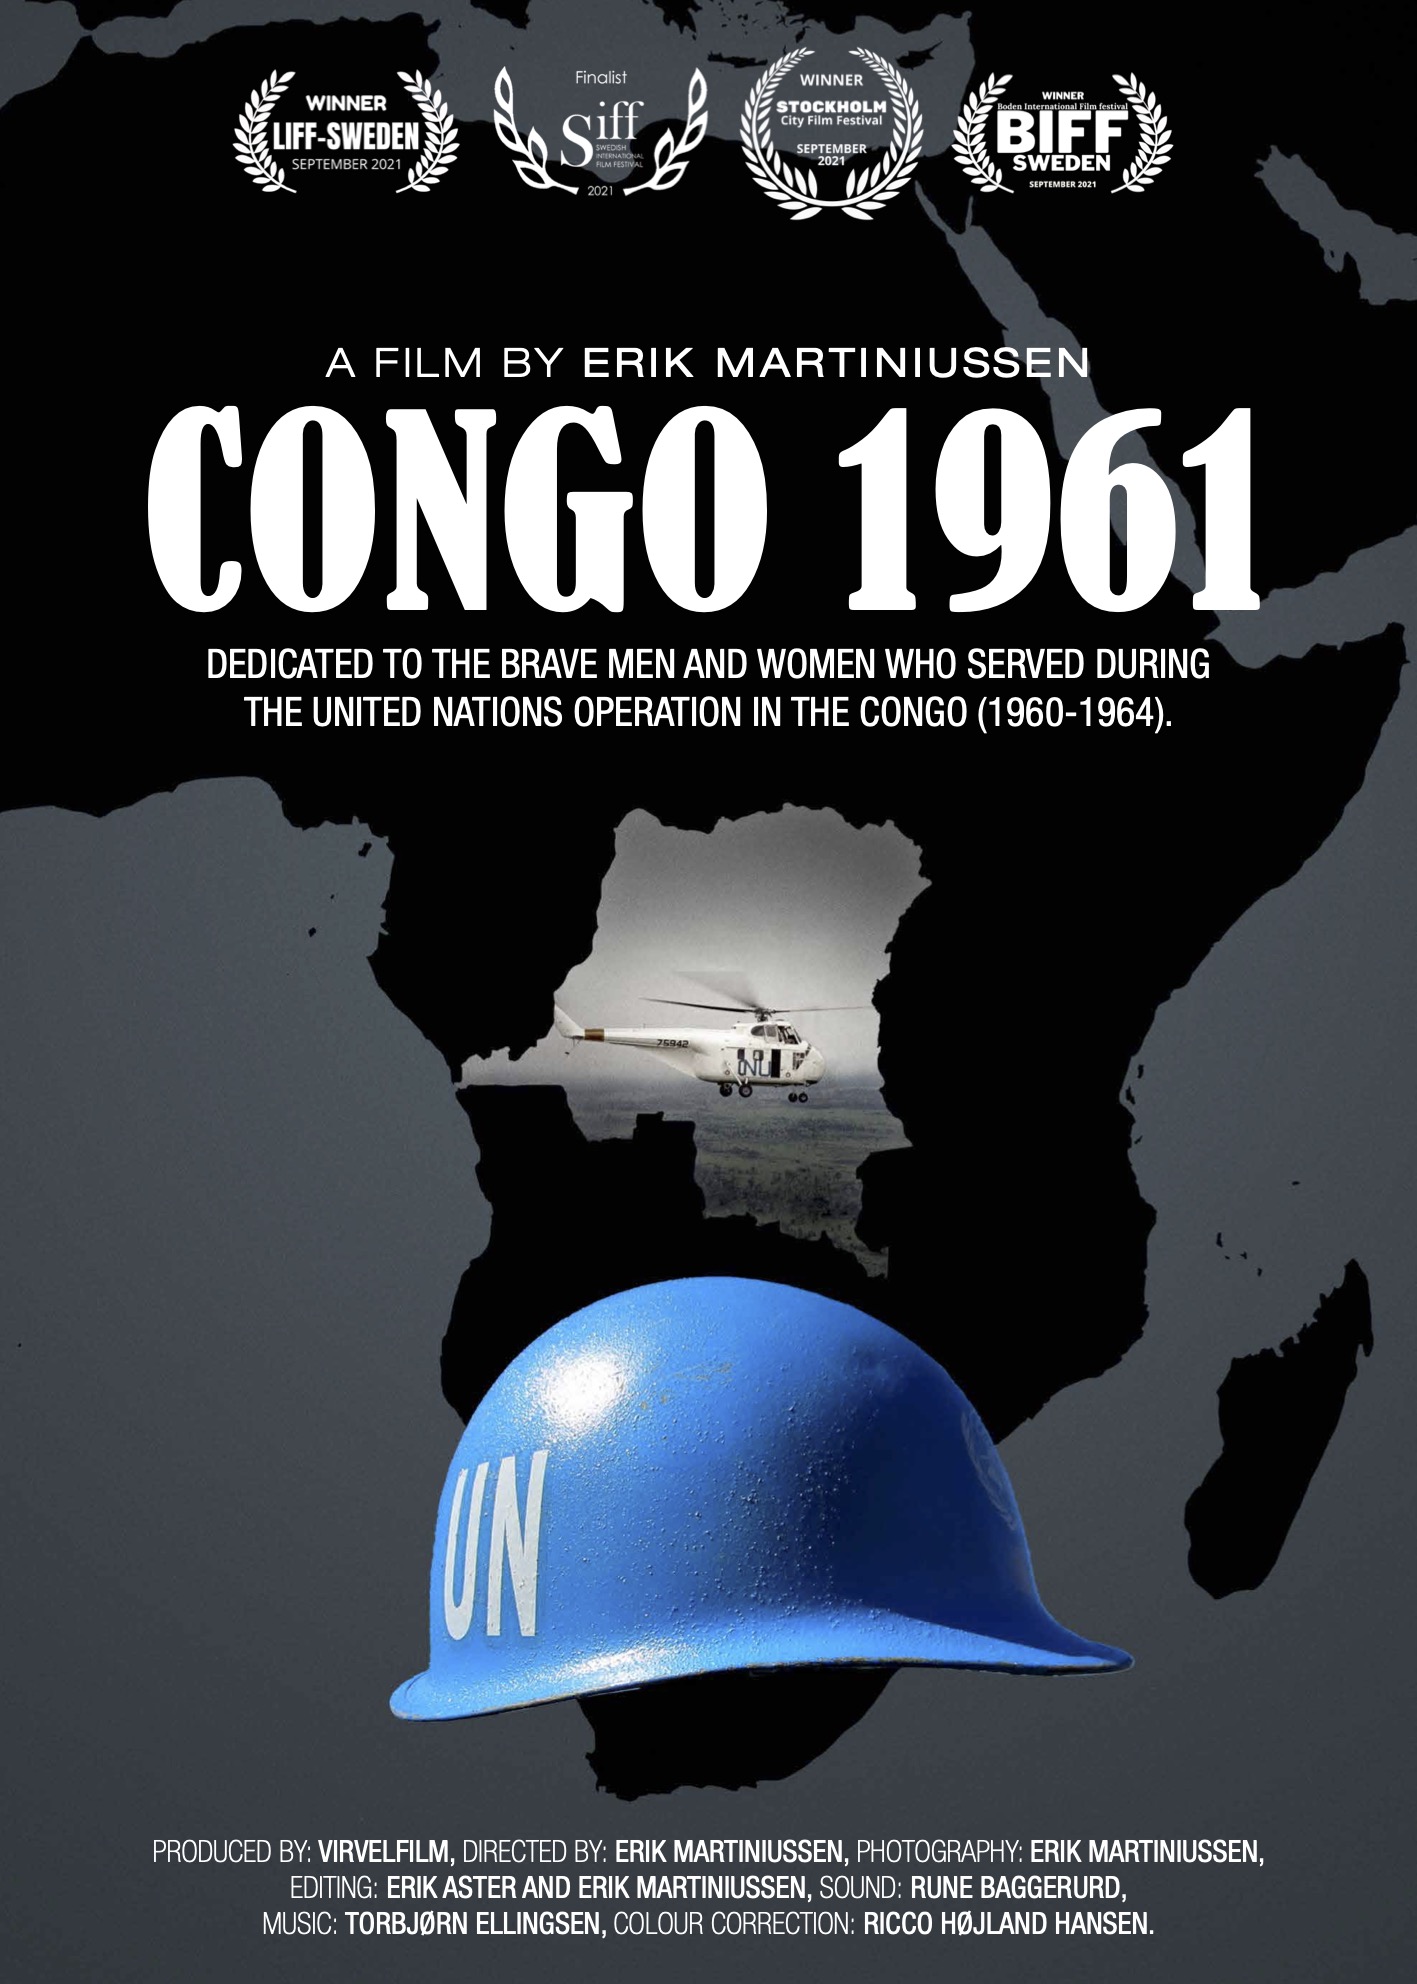 WINNER
LIFF-SWEDEN
SEPTEMBER 2021
Finalist
Siff
SWEDISH
INTERNATIONAL
FILM FESTIVAL
2021
WINNER
STOCKHOLM
City Film Festival
SEPTEMBER
2021
WINNER
Boden International Film festival
BIFF
SWEDEN
SEPTEMBER 2021
A FILM BY ERIK MARTINIUSSEN
CONGO 1961
DEDICATED TO THE BRAVE MEN AND WOMEN WHO SERVED DURING
THE UNITED NATIONS OPERATION IN THE CONGO (1960-1964).
75942
ONU
UN
PRODUCED BY: VIRVELFILM, DIRECTED BY: ERIK MARTINIUSSEN, PHOTOGRAPHY: ERIK MARTINIUSSEN,
EDITING: ERIK ASTER AND ERIK MARTINIUSSEN, SOUND: RUNE BAGGERURD,
MUSIC: TORBJØRN ELLINGSEN, COLOUR CORRECTION: RICCO HØJLAND HANSEN.